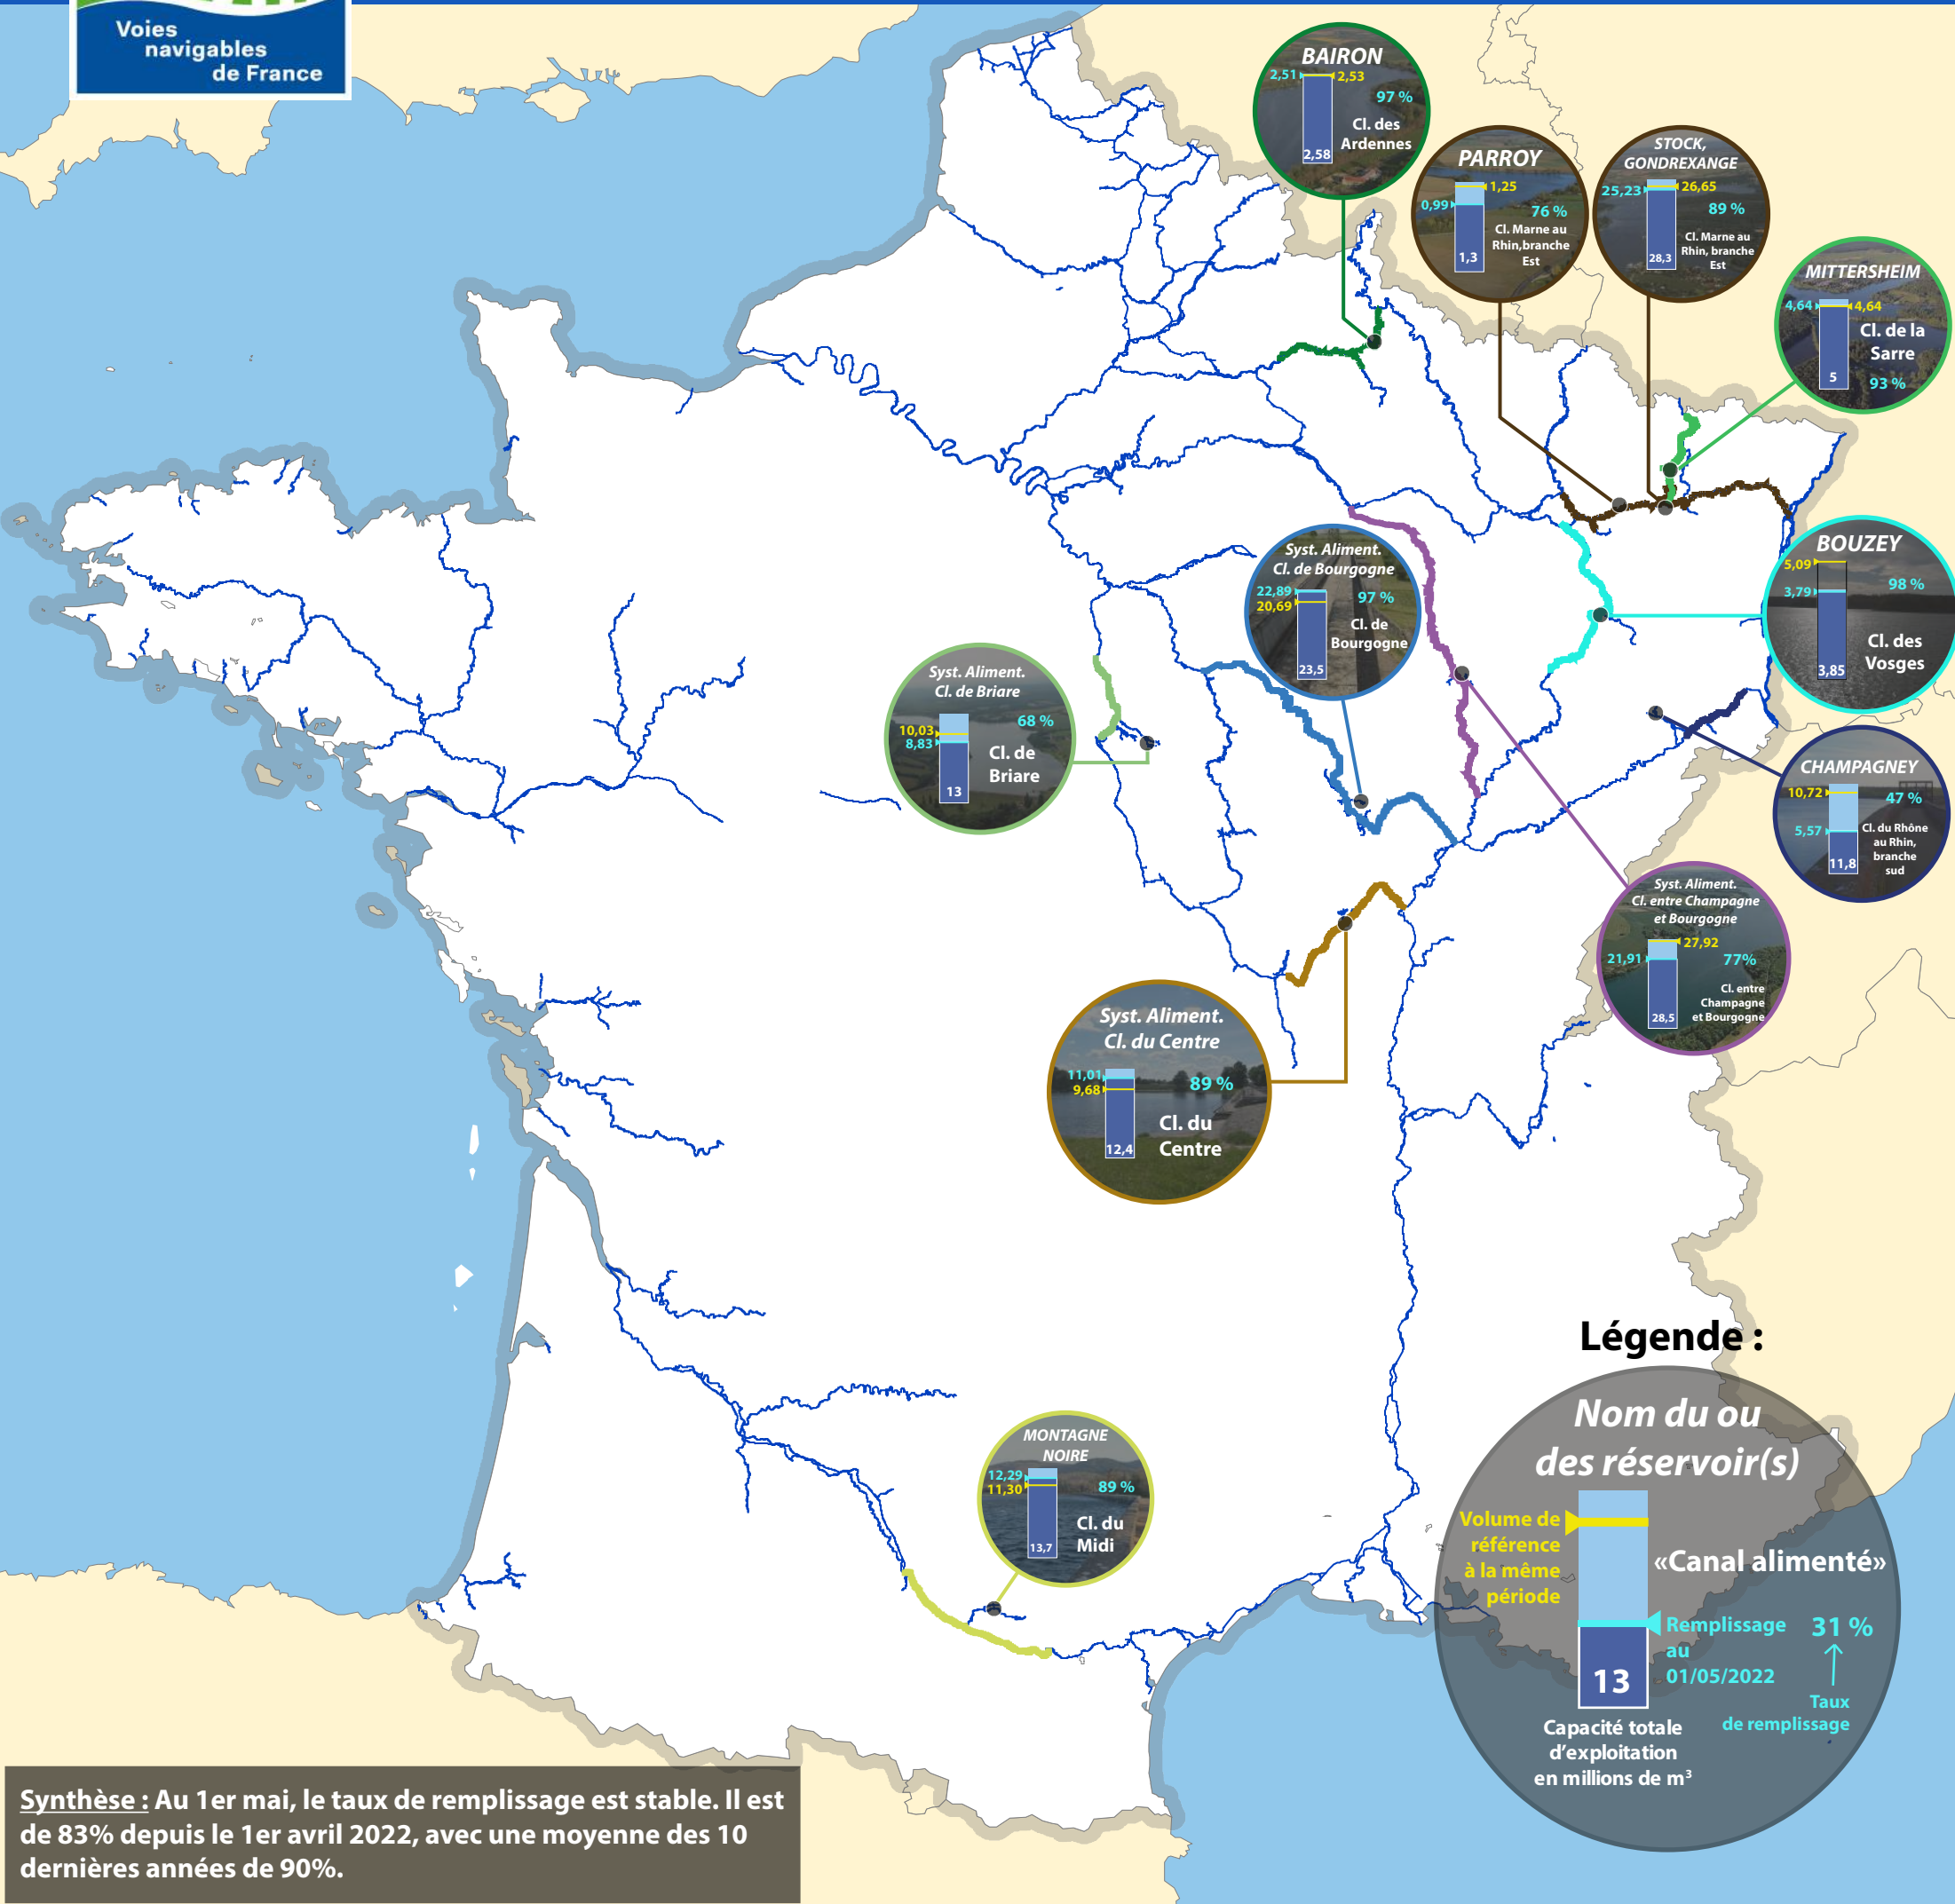 Voies
navigables
de France
BAIRON
2,51
2,53
97 %
Cl. des
Ardennes
2,58
PARROY
1,25
0,99
76 %
Cl. Marne au
Rhin,branche
Est
1,3
STOCK,
GONDREXANGE
25,23
26,65
89 %
Cl. Marne au
Rhin, branche
Est
28,3
MITTERSHEIM
4,64
4,64
Cl. de la
Sarre
93 %
5
BOUZEY
5,09
98 %
3,79
Cl. des
Vosges
3,85
Syst. Aliment.
Cl. de Bourgogne
22,89
20,69
97 %
Cl. de
Bourgogne
23,5
Syst. Aliment.
Cl. de Briare
68 %
10,03
8,83
Cl. de
Briare
13
CHAMPAGNEY
10,72
47 %
5,57
Cl. du Rhône
au Rhin,
branche
sud
11,8
Syst. Aliment.
Cl. entre Champagne
et Bourgogne
27,92
21,91
77%
Cl. entre
Champagne
et Bourgogne
28,5
Syst. Aliment.
Cl. du Centre
11,01
9,68
89 %
Cl. du
Centre
12,4
MONTAGNE
NOIRE
12,29
11,30
89 %
Cl. du
Midi
13,7
Légende :
Nom du ou
des réservoir(s)
Volume de
référence
à la même
période
«Canal alimenté»
Remplissage
au
01/05/2022
31 %
Taux
de remplissage
13
Capacité totale
d’exploitation
en millions de m³
Synthèse : Au 1er mai, le taux de remplissage est stable. Il est
de 83% depuis le 1er avril 2022, avec une moyenne des 10
dernières années de 90%.